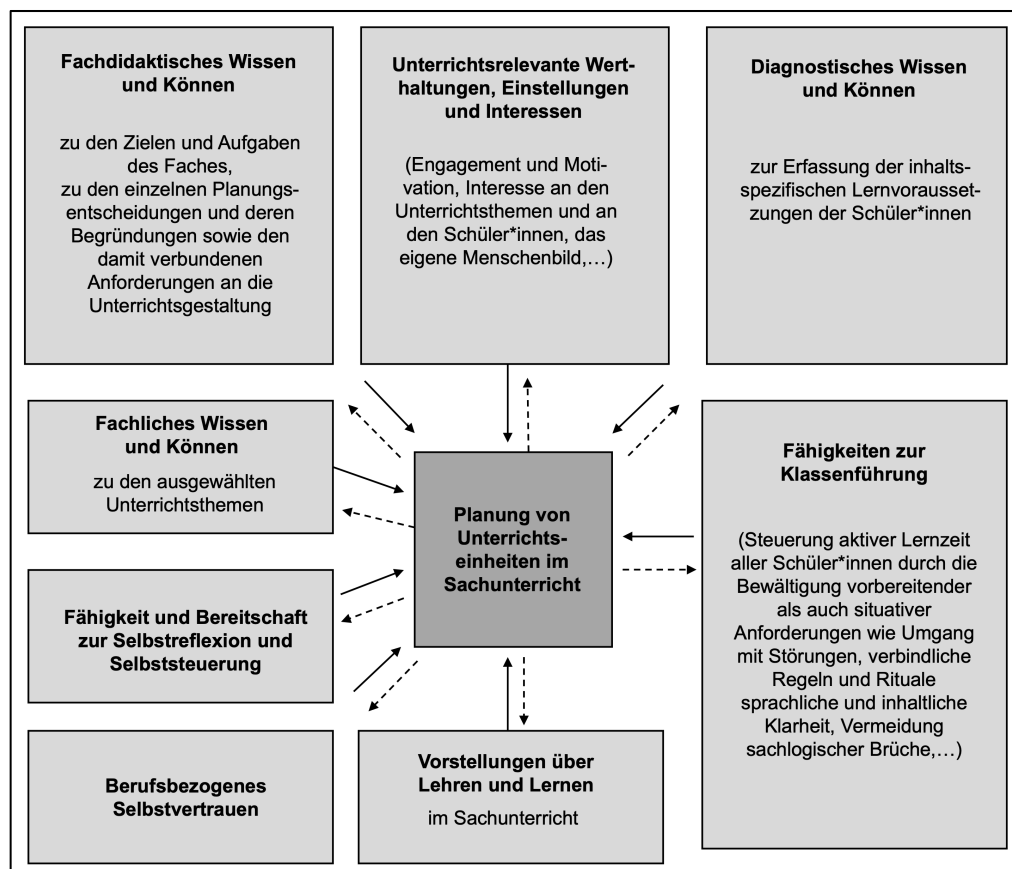 Fachdidaktisches Wissen
und Können
zu den Zielen und Aufgaben
des Faches,
zu den einzelnen Planungs-
entscheidungen und deren
Begründungen sowie den
damit verbundenen
Anforderungen an die
Unterrichtsgestaltung
Unterrichtsrelevante Wert-
haltungen, Einstellungen
und Interessen
(Engagement und Moti-
vation, Interesse an den
Unterrichtsthemen und an
den Schüler*innen, das
eigene Menschenbild,…)
Diagnostisches Wissen
und Können
zur Erfassung der inhalts-
spezifischen Lernvorausset-
zungen der Schüler*innen
Fachliches Wissen
und Können
zu den ausgewählten
Unterrichtsthemen
Planung von
Unterrichts-
einheiten im
Sachunterricht
Fähigkeiten zur
Klassenführung
(Steuerung aktiver Lernzeit
aller Schüler*innen durch die
Bewältigung vorbereitender
als auch situativer
Anforderungen wie Umgang
mit Störungen, verbindliche
Regeln und Rituale
sprachliche und inhaltliche
Klarheit, Vermeidung
sachlogischer Brüche,…)
Fähigkeit und Bereitschaft
zur Selbstreflexion und
Selbststeuerung
Berufsbezogenes
Selbstvertrauen
Vorstellungen über
Lehren und Lernen
im Sachunterricht